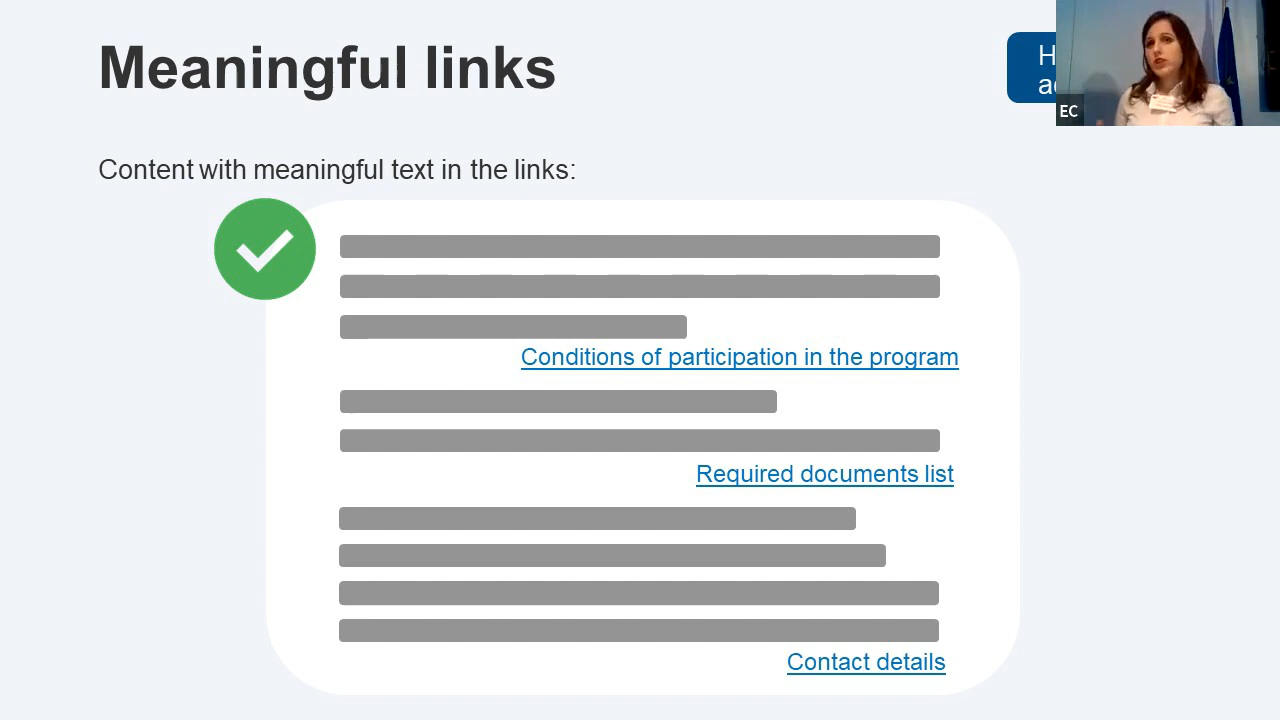 Meaningful links
EC
Content with meaningful text in the links:
Conditions of participation in the program
Required documents list
Contact details